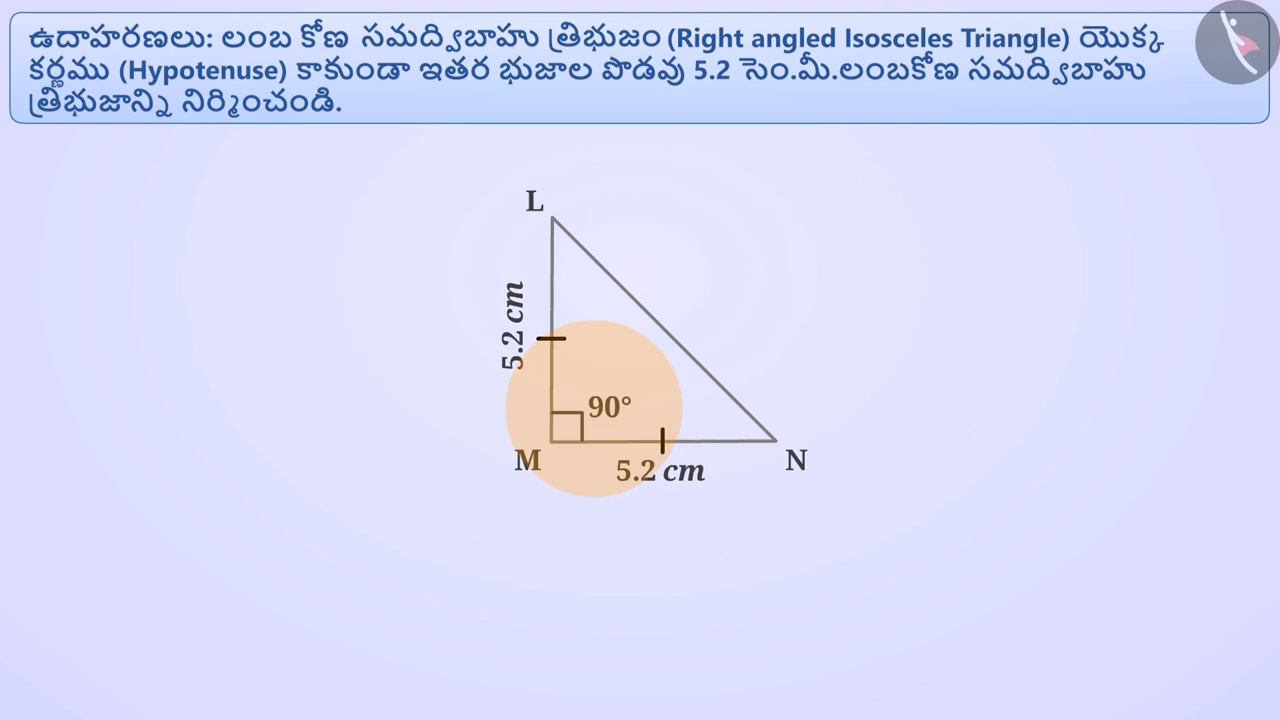 ఉదాహరణలు: లంబ కోణ సమద్విబాహు త్రిభుజం (Right angled Isosceles Triangle) యొక్క
కర్ణము (Hypotenuse) కాకుండా ఇతర భుజాల పొడవు 5.2 సెం.మీ.లంబకోణ సమద్విబాహు
త్రిభుజాన్ని నిర్మించండి.
L
5.2 cm
90°
M
5.2 cm
N